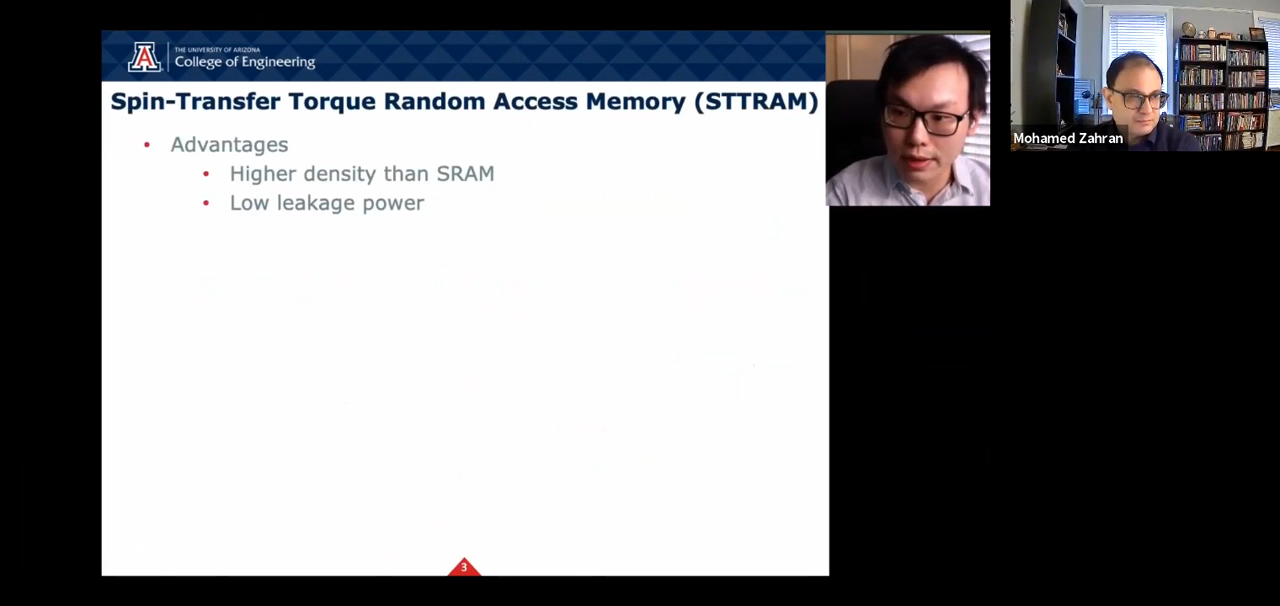 THE UNIVERSITY OF ARIZONA
College of Engineering
Spin-Transfer Torque Random Access Memory (STTRAM)
• Advantages
• Higher density than SRAM
• Low leakage power
3
Mohamed Zahran